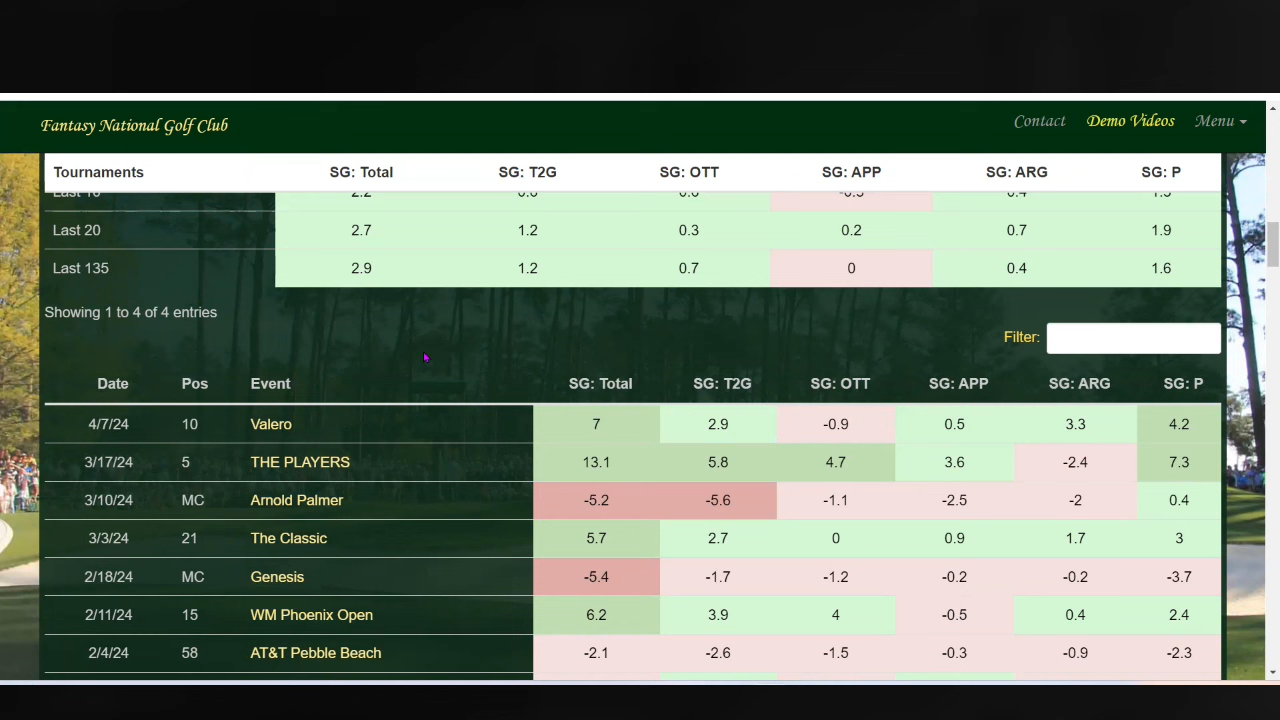 Fantasy National Golf Club Contact Demo Videos Menu
Tournaments SG: Total SG: T2G SG: OTT SG: APP SG: ARG SG: P
Last 20 2.7 1.2 0.3 0.2 0.7 1.9
Last 135 2.9 1.2 0.7 0 0.4 1.6
Showing 1 to 4 of 4 entries
Filter:
Date Pos Event SG: Total SG: T2G SG: OTT SG: APP SG: ARG SG: P
4/7/24 10 Valero 7 2.9 -0.9 0.5 3.3 4.2
3/17/24 5 THE PLAYERS 13.1 5.8 4.7 3.6 -2.4 7.3
3/10/24 MC Arnold Palmer -5.2 -5.6 -1.1 -2.5 -2 0.4
3/3/24 21 The Classic 5.7 2.7 0 0.9 1.7 3
2/18/24 MC Genesis -5.4 -1.7 -1.2 -0.2 -0.2 -3.7
2/11/24 15 WM Phoenix Open 6.2 3.9 4 -0.5 0.4 2.4
2/4/24 58 AT&T Pebble Beach -2.1 -2.6 -1.5 -0.3 -0.9 -2.3